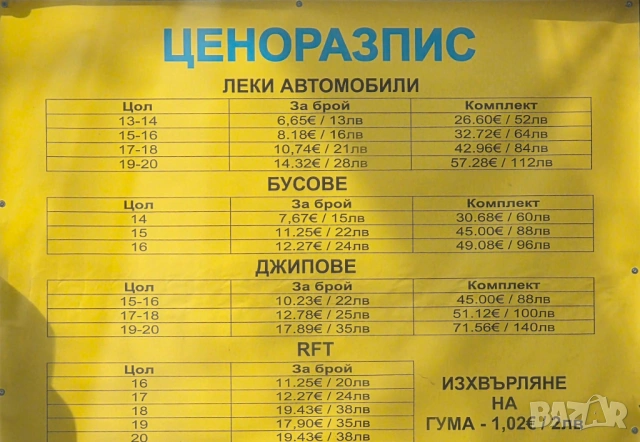 ЦЕНОРАЗПИС
ЛЕКИ АВТОМОБИЛИ
Цол За брой Комплект
13-14 6,65€ / 13лв 26.60€ / 52лв
15-16 8.18€ / 16лв 32.72€ / 64лв
17-18 10,74€ / 21лв 42.96€ / 84лв
19-20 14.32€ / 28лв 57.28€ / 112лв
БУСОВЕ
Цол За брой Комплект
14 7,67€ / 15лв 30.68€ / 60лв
15 11.25€ / 22лв 45.00€ / 88лв
16 12.27€ / 24лв 49.08€ / 96лв
ДЖИПОВЕ
Цол За брой Комплект
15-16 10.23€ / 22лв 45.00€ / 88лв
17-18 12.78€ / 25лв 51.12€ / 100лв
19-20 17.89€ / 35лв 71.56€ / 140лв
RFT
Цол За брой
16 11.25€ / 20лв
17 12.27€ / 24лв
18 19.43€ / 38лв
19 17,90€ / 35лв
20 19.43€ / 38лв
ИЗХВЪРЛЯНЕ
НА
ГУМА - 1,02€ / 2лв
BAZAR